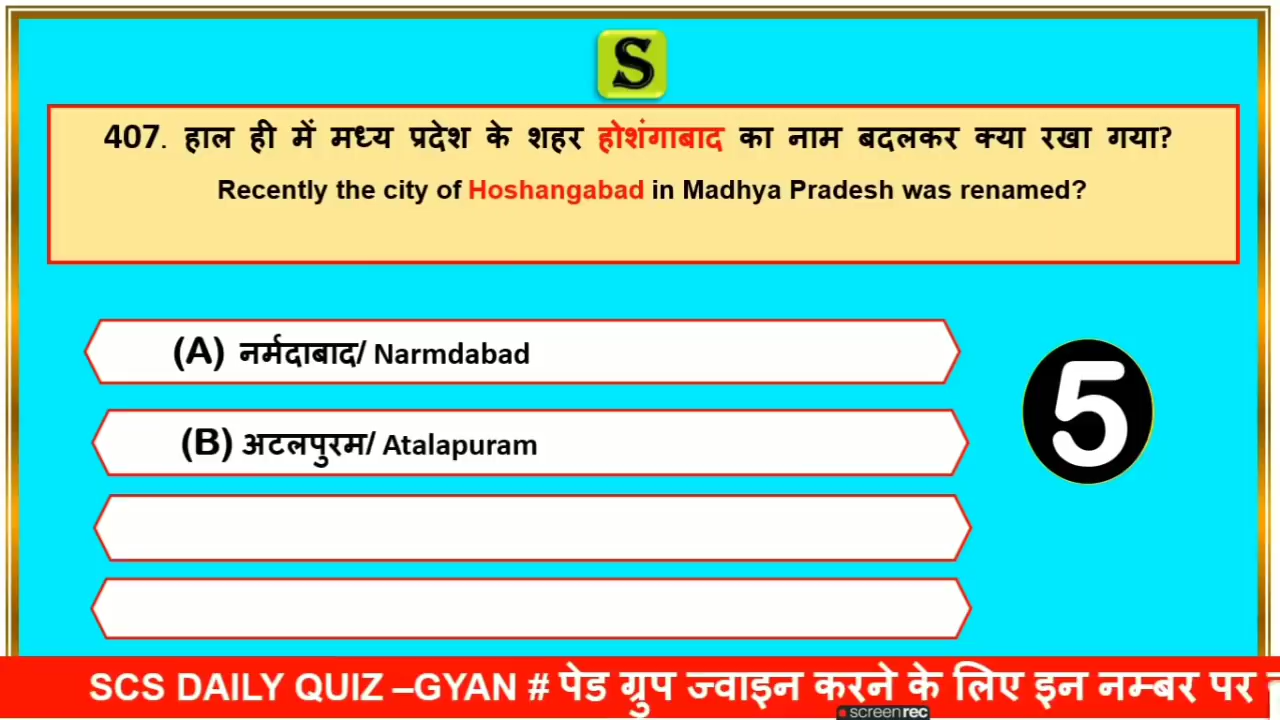 S
407. हाल ही में मध्य प्रदेश के शहर होशंगाबाद का नाम बदलकर क्या रखा गया?
Recently the city of Hoshangabad in Madhya Pradesh was renamed?
(A) नर्मदाबाद/ Narmdabad
(B) अटलपुरम/ Atalapuram
5
SCS DAILY QUIZ –GYAN # पेड ग्रुप ज्वाइन करने के लिए इन नम्बर पर
screenrec